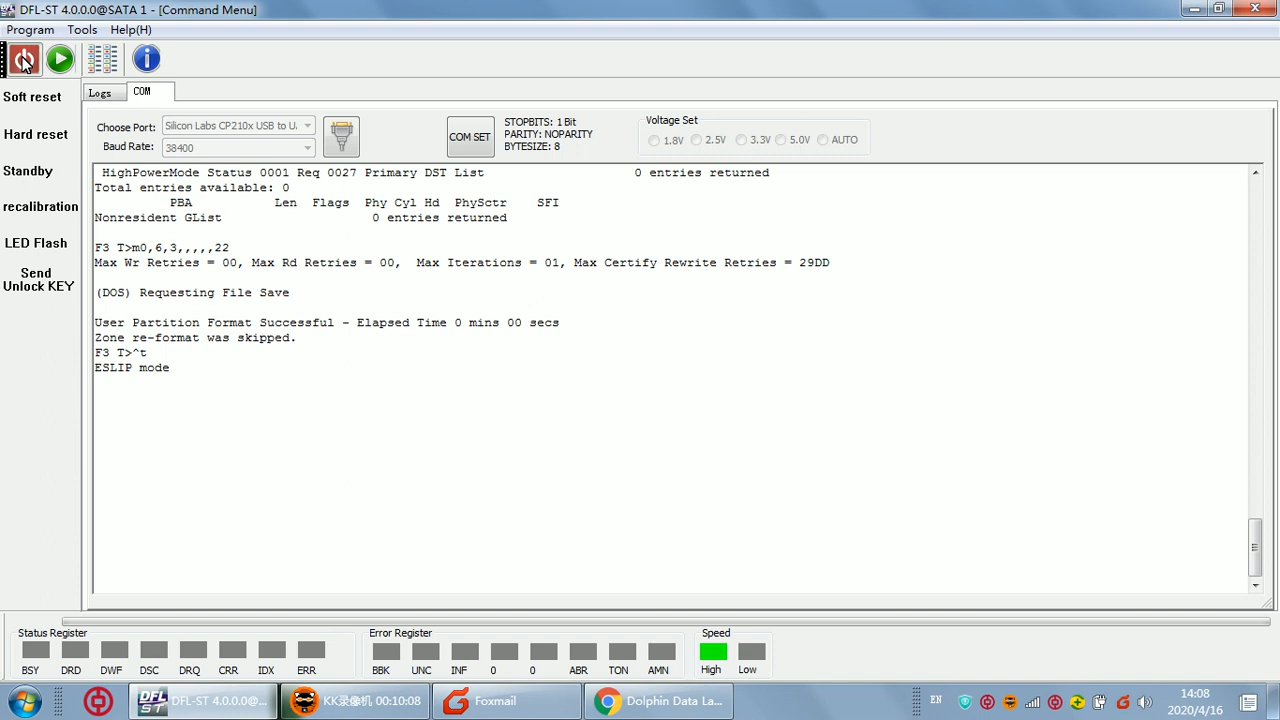 DFL-ST 4.0.0.0@SATA 1 - [Command Menu]
Program Tools Help(H)
Soft reset
Hard reset
Standby
recalibration
LED Flash
Send
Unlock KEY
Logs COM
Choose Port: Silicon Labs CP210x USB to U
Baud Rate: 38400
COM SET
STOPBITS: 1 Bit
PARITY: NOPARITY
BYTESIZE: 8
Voltage Set
1.8V 2.5V 3.3V 5.0V AUTO
HighPowerMode Status 0001 Req 0027 Primary DST List 0 entries returned
Total entries available: 0
PBA Len Flags Phy Cyl Hd PhySctr SFI
Nonresident GList 0 entries returned
F3 T>m0,6,3,,,,,22
Max Wr Retries = 00, Max Rd Retries = 00, Max Iterations = 01, Max Certify Rewrite Retries = 29DD
(DOS) Requesting File Save
User Partition Format Successful - Elapsed Time 0 mins 00 secs
Zone re-format was skipped.
F3 T>^t
ESLIP mode
Status Register
BSY DRD DWF DSC DRQ CRR IDX ERR
Error Register
BBK UNC INF 0 0 ABR TON AMN
Speed
High Low
DFL-ST DFL-ST 4.0.0.0@... KK录像机 00:10:08 Foxmail Dolphin Data La... EN 14:08
2020/4/16